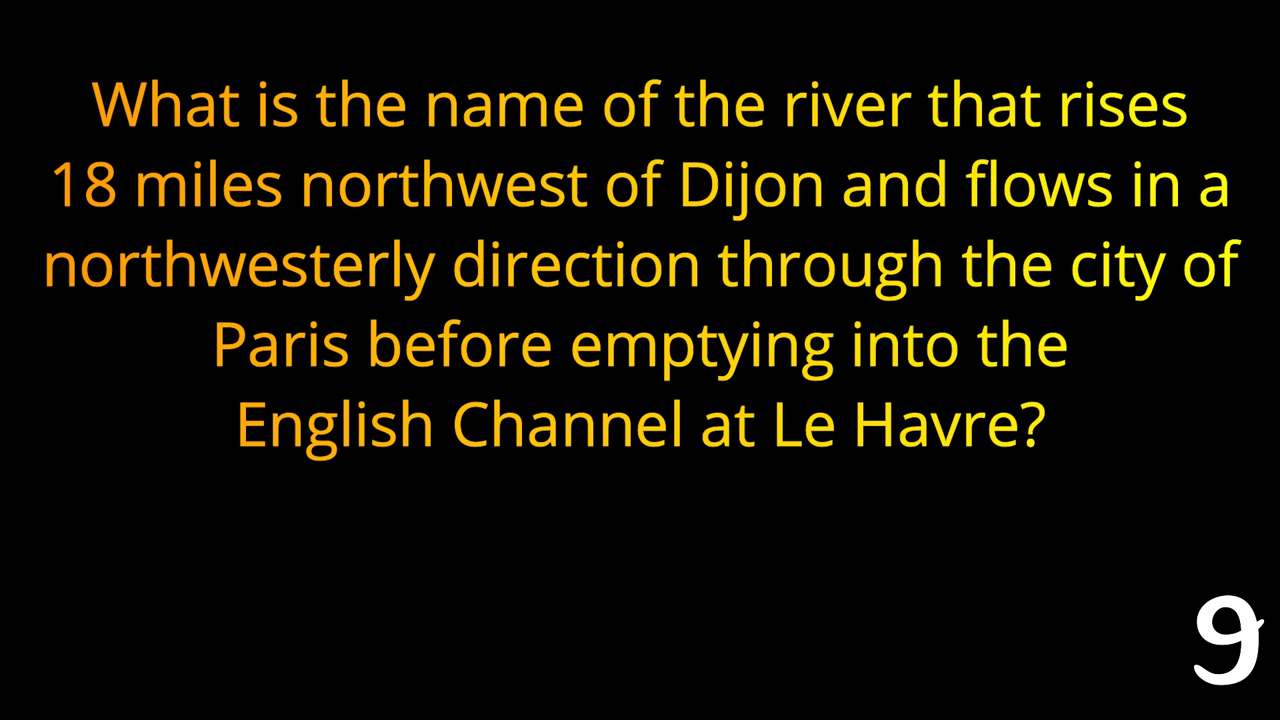 What is the name of the river that rises
18 miles northwest of Dijon and flows in a
northwesterly direction through the city of
Paris before emptying into the
English Channel at Le Havre?
9